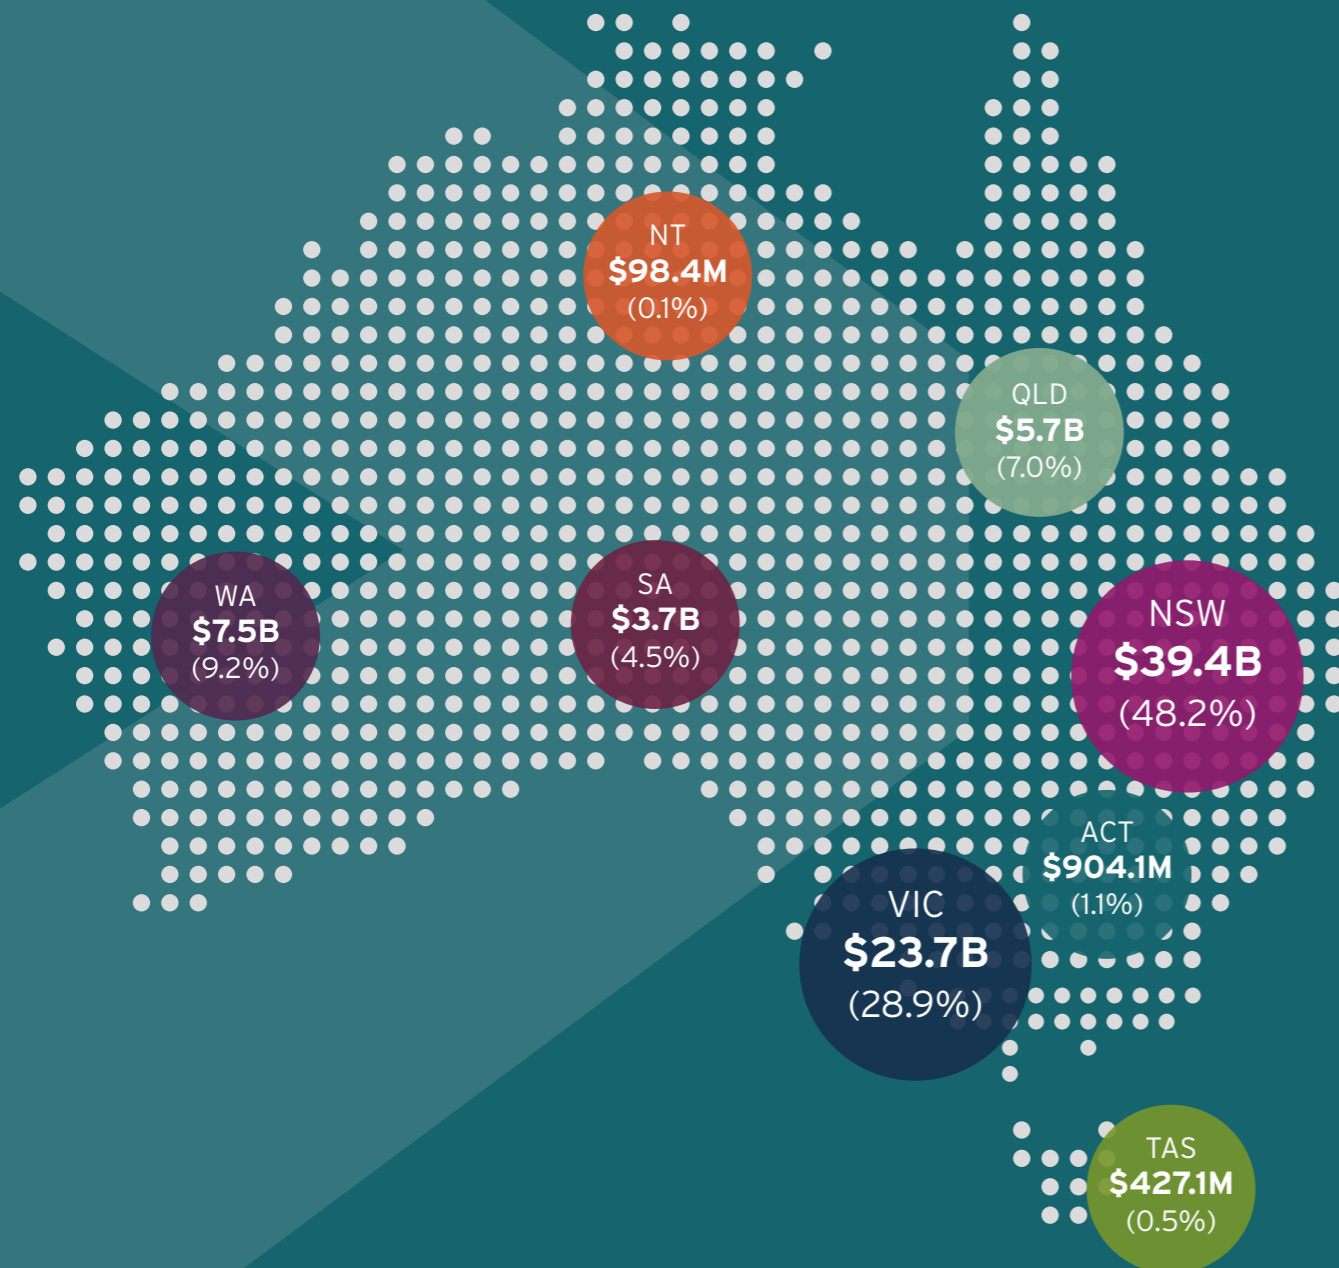 NT
$98.4M
(0.1%)
QLD
$5.7B
(7.0%)
WA
$7.5B
(9.2%)
SA
$3.7B
(4.5%)
NSW
$39.4B
(48.2%)
ACT
$904.1M
(1.1%)
VIC
$23.7B
(28.9%)
TAS
$427.1M
(0.5%)